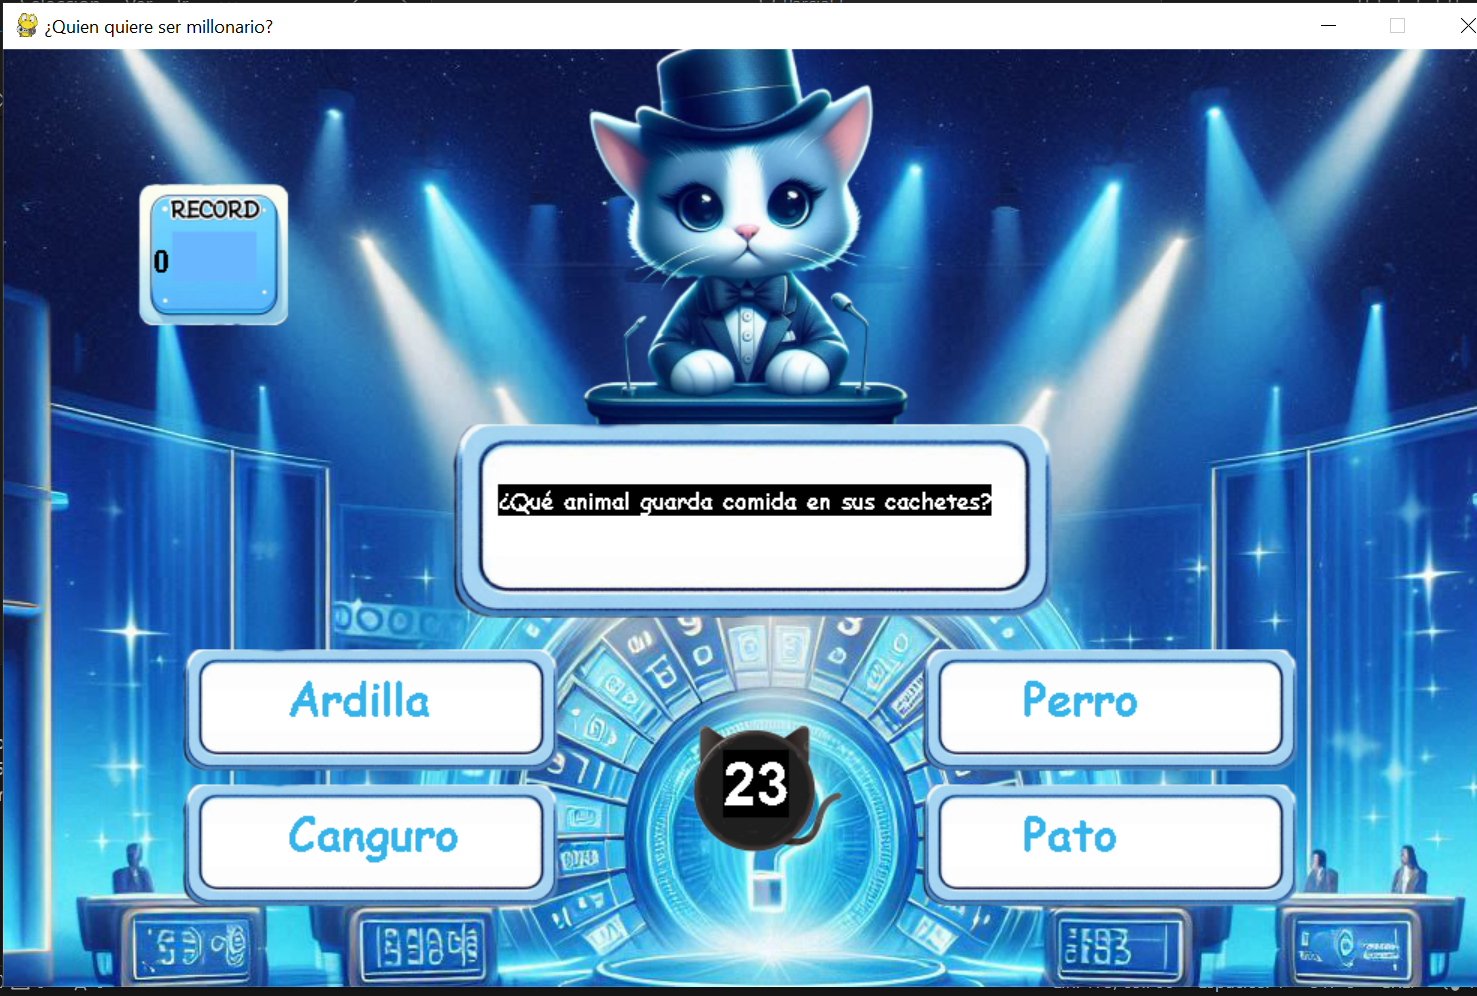 ¿Quien quiere ser millonario?
RECORD
0
¿Qué animal guarda comida en sus cachetes?
Ardilla
Perro
23
Canguro
Pato